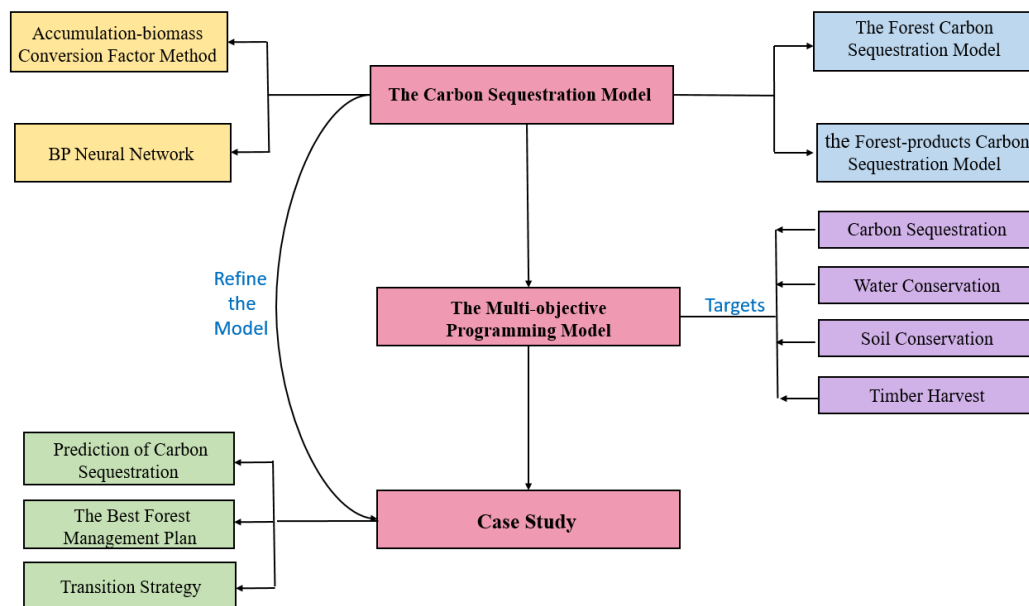 Accumulation-biomass
Conversion Factor Method
BP Neural Network
The Carbon Sequestration Model
The Forest Carbon
Sequestration Model
the Forest-products Carbon
Sequestration Model
Refine
the
Model
The Multi-objective
Programming Model
Targets
Carbon Sequestration
Water Conservation
Soil Conservation
Timber Harvest
Prediction of Carbon
Sequestration
The Best Forest
Management Plan
Transition Strategy
Case Study